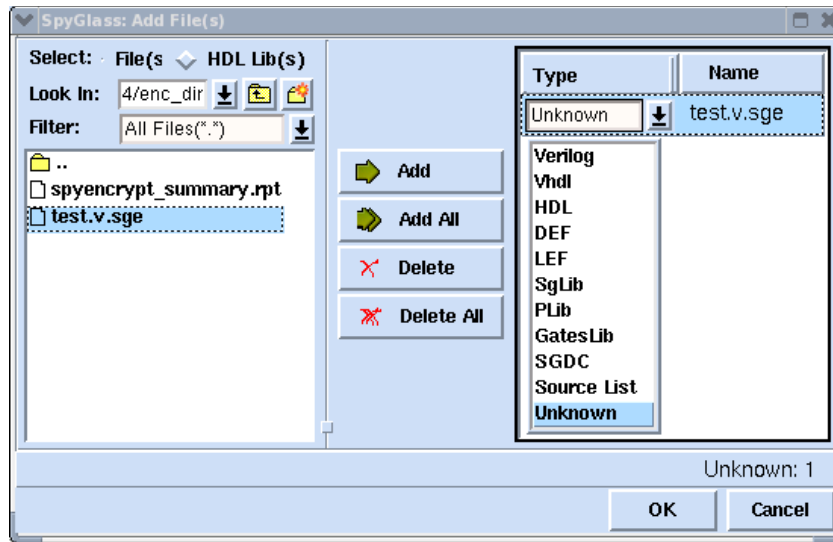 SpyGlass: Add File(s)
Select: File(s HDL Lib(s)
Look In: 4/enc_dir
Filter: All Files(*.*)
..
spyencrypt_summary.rpt
test.v.sge
Add
Add All
Delete
Delete All
Type Name
Unknown test.v.sge
Verilog
Vhdl
HDL
DEF
LEF
SgLib
PLib
GatesLib
SGDC
Source List
Unknown
Unknown: 1
OK Cancel